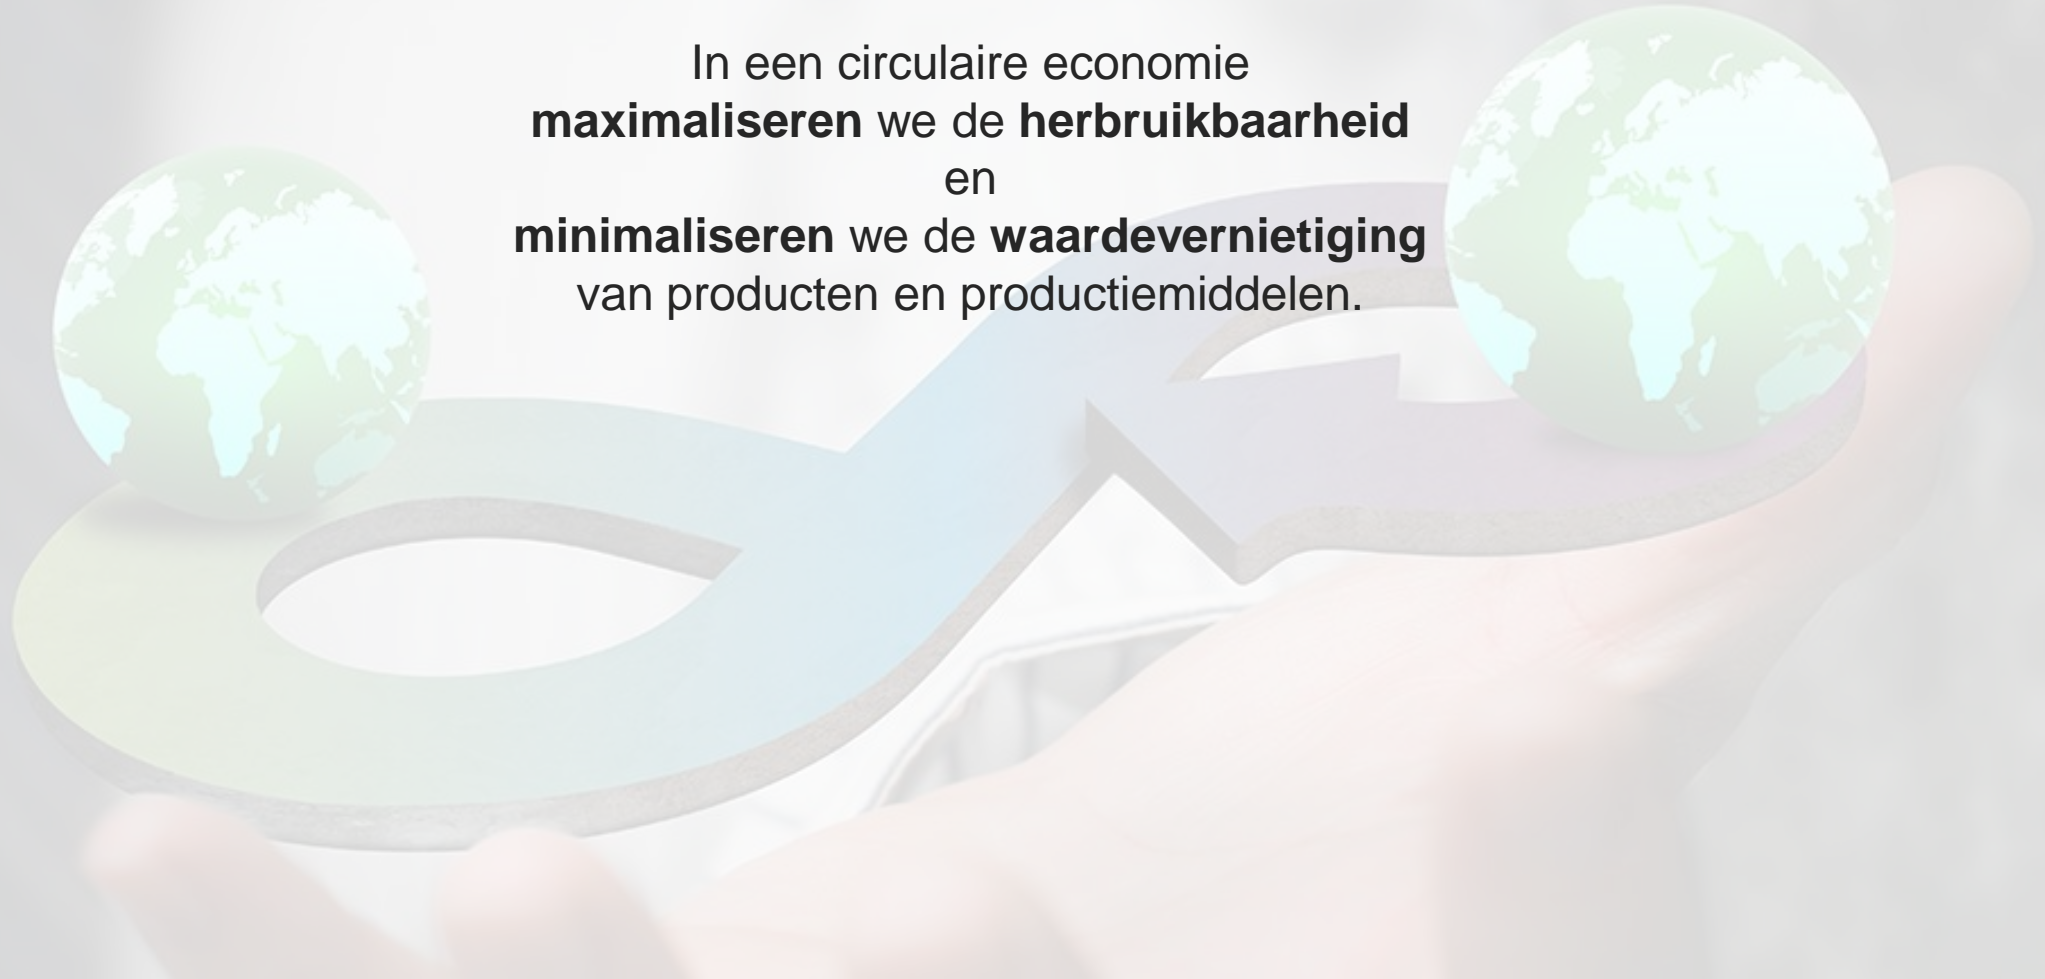 In een circulaire economie
maximaliseren we de herbruikbaarheid
en
minimaliseren we de waardevernietiging
van producten en productiemiddelen.